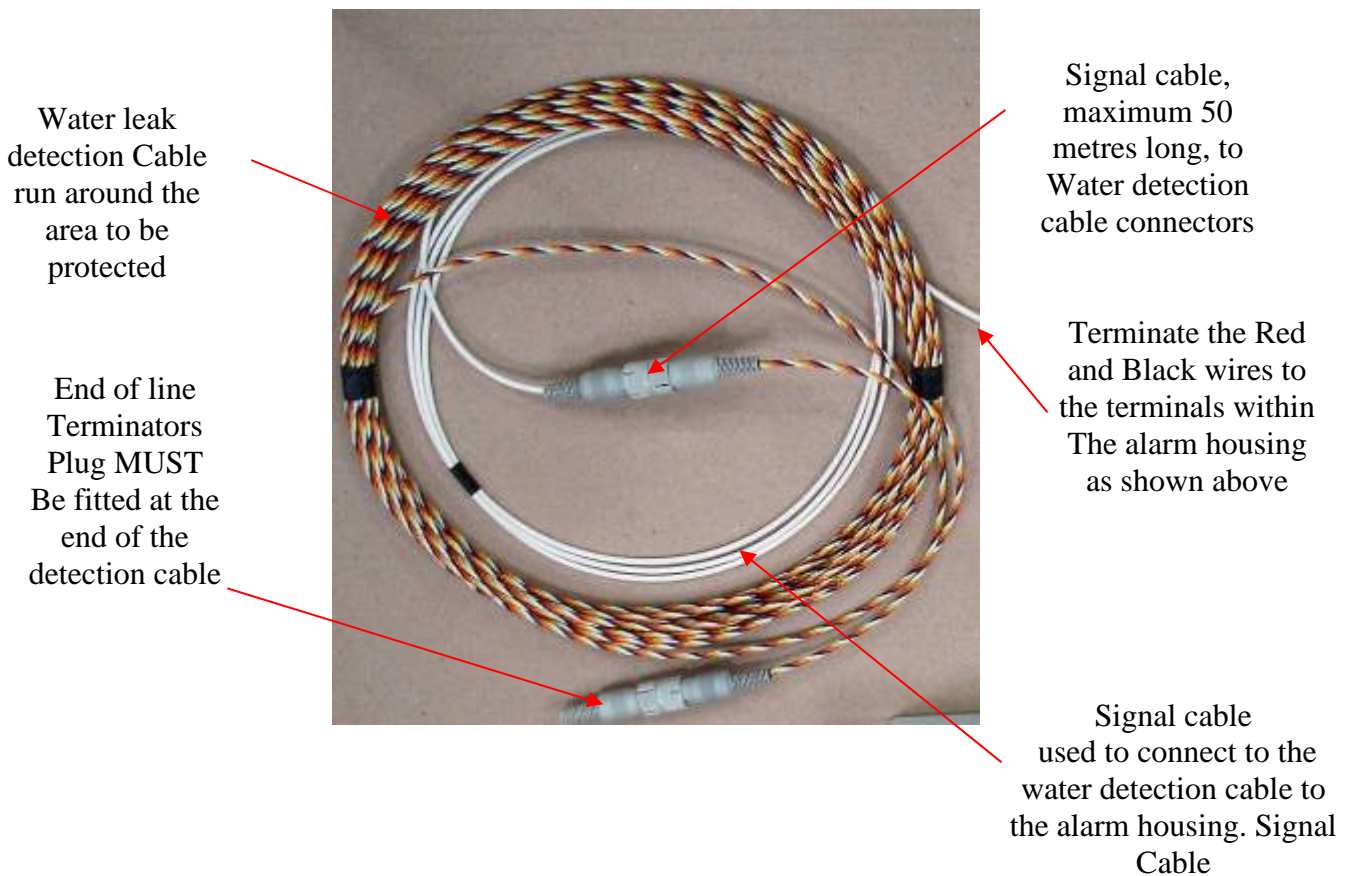 Water leak
detection Cable
run around the
area to be
protected
End of line
Terminators
Plug MUST
Be fitted at the
end of the
detection cable
Signal cable,
maximum 50
metres long, to
Water detection
cable connectors
Terminate the Red
and Black wires to
the terminals within
The alarm housing
as shown above
Signal cable
used to connect to the
water detection cable to
the alarm housing. Signal
Cable